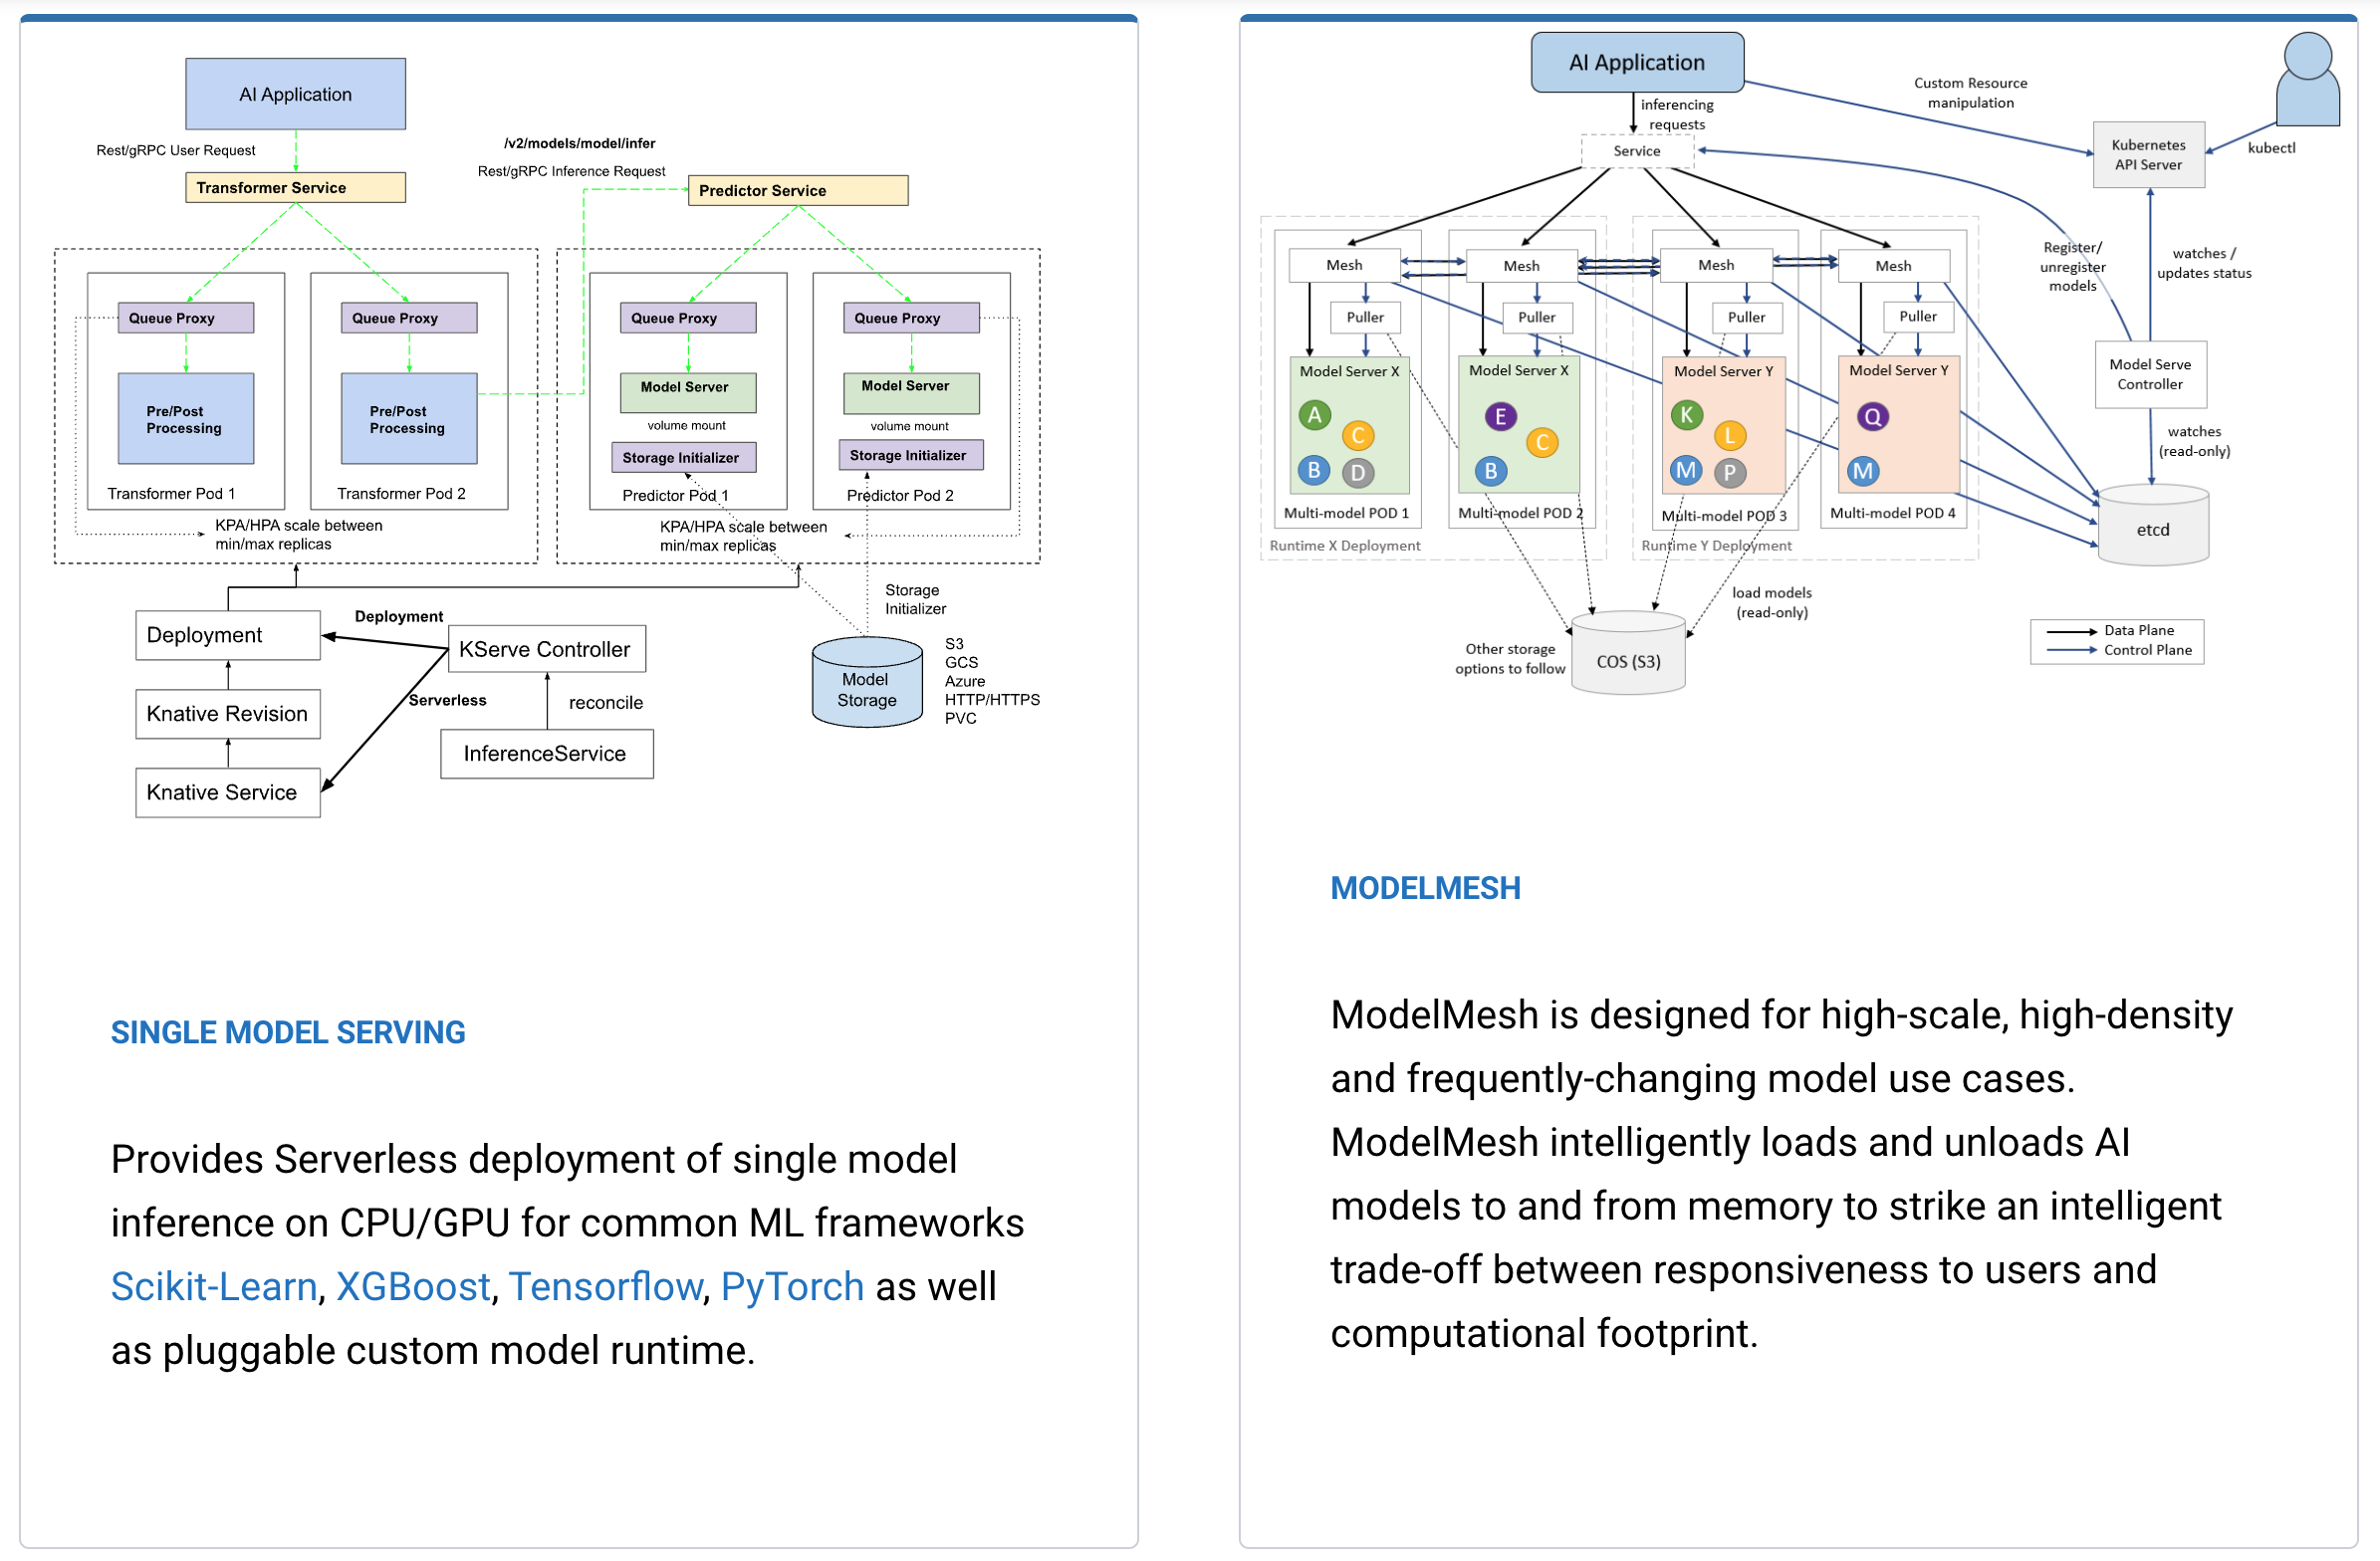 AI Application
Rest/gRPC User Request
Transformer Service
/v2/models/model/infer
Rest/gRPC Inference Request
Predictor Service
Queue Proxy
Queue Proxy
Queue Proxy
Queue Proxy
Pre/Post
Processing
Pre/Post
Processing
Model Server
Model Server
volume mount
volume mount
Storage Initializer
Storage Initializer
Transformer Pod 1
Transformer Pod 2
Predictor Pod 1
Predictor Pod 2
KPA/HPA scale between
min/max replicas
KPA/HPA scale between
min/max replicas
Storage
Initializer
Deployment
Deployment
KServe Controller
Knative Revision
Serverless
reconcile
Knative Service
InferenceService
Model
Storage
S3
GCS
Azure
HTTP/HTTPS
PVC
SINGLE MODEL SERVING
Provides Serverless deployment of single model
inference on CPU/GPU for common ML frameworks
Scikit-Learn, XGBoost, Tensorflow, PyTorch as well
as pluggable custom model runtime.
AI Application
inferencing
requests
Custom Resource
manipulation
Kubernetes
API Server
kubectl
Service
Register/
unregister
models
watches /
updates status
Mesh
Mesh
Mesh
Mesh
Puller
Puller
Puller
Puller
Model Server X
A
C
B
D
Model Server X
E
C
B
Model Server Y
K
L
M
P
Model Server Y
Q
M
Multi-model POD 1
Multi-model POD 2
Multi-model POD 3
Multi-model POD 4
Runtime X Deployment
Runtime Y Deployment
Model Serve
Controller
watches
(read-only)
etcd
load models
(read-only)
Other storage
options to follow
COS (S3)
Data Plane
Control Plane
MODELMESH
ModelMesh is designed for high-scale, high-density
and frequently-changing model use cases.
ModelMesh intelligently loads and unloads AI
models to and from memory to strike an intelligent
trade-off between responsiveness to users and
computational footprint.